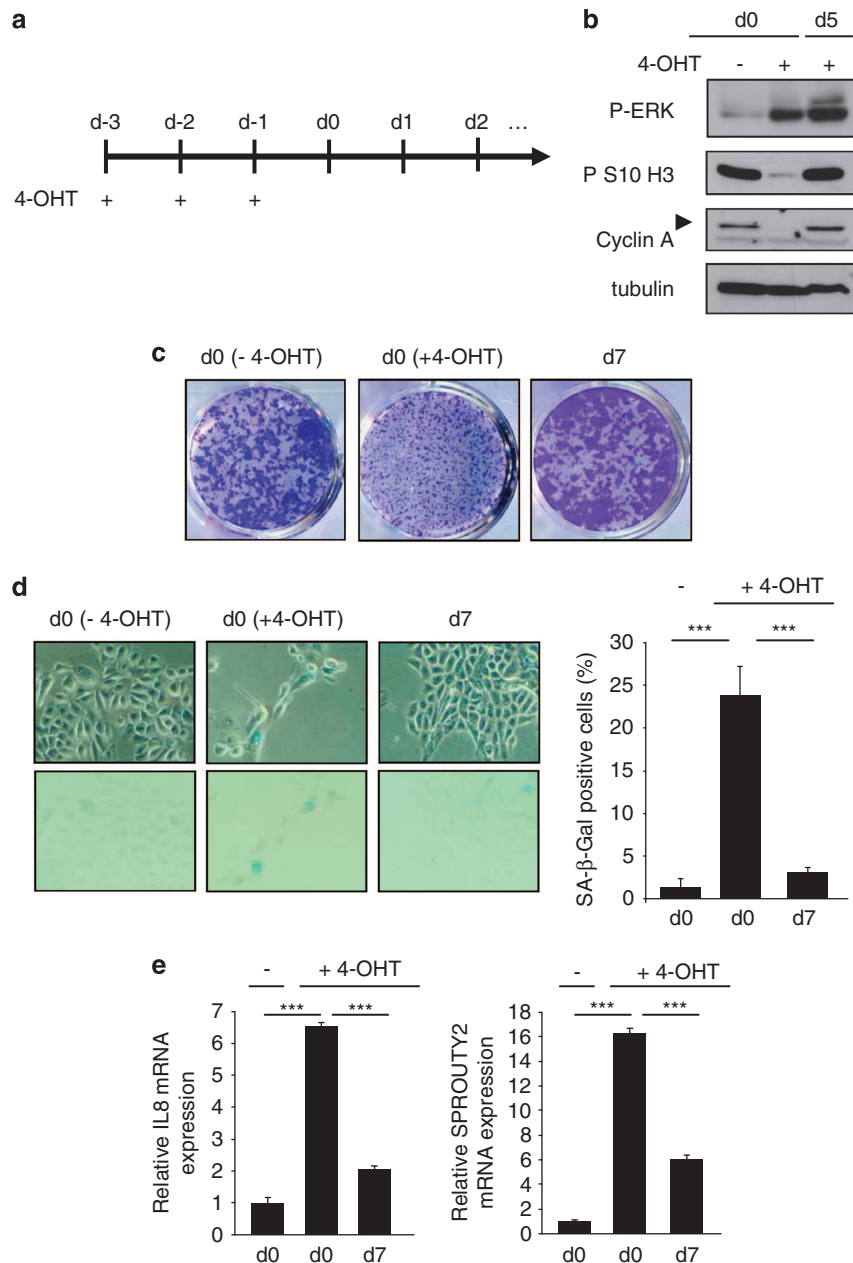 a
d-3 d-2 d-1 d0 d1 d2 ...
4-OHT + + +
b
d0 d5
4-OHT - + +
P-ERK
P S10 H3
Cyclin A
tubulin
c
d0 (- 4-OHT) d0 (+4-OHT) d7
d
d0 (- 4-OHT) d0 (+4-OHT) d7
- + 4-OHT
*** ***
SA-β-Gal positive cells (%)
30
25
20
15
10
5
0
d0 d0 d7
e
- + 4-OHT
*** ***
Relative IL8 mRNA
expression
7
6
5
4
3
2
1
0
d0 d0 d7
- + 4-OHT
*** ***
Relative SPROUTY2
mRNA expression
18
16
14
12
10
8
6
4
2
0
d0 d0 d7